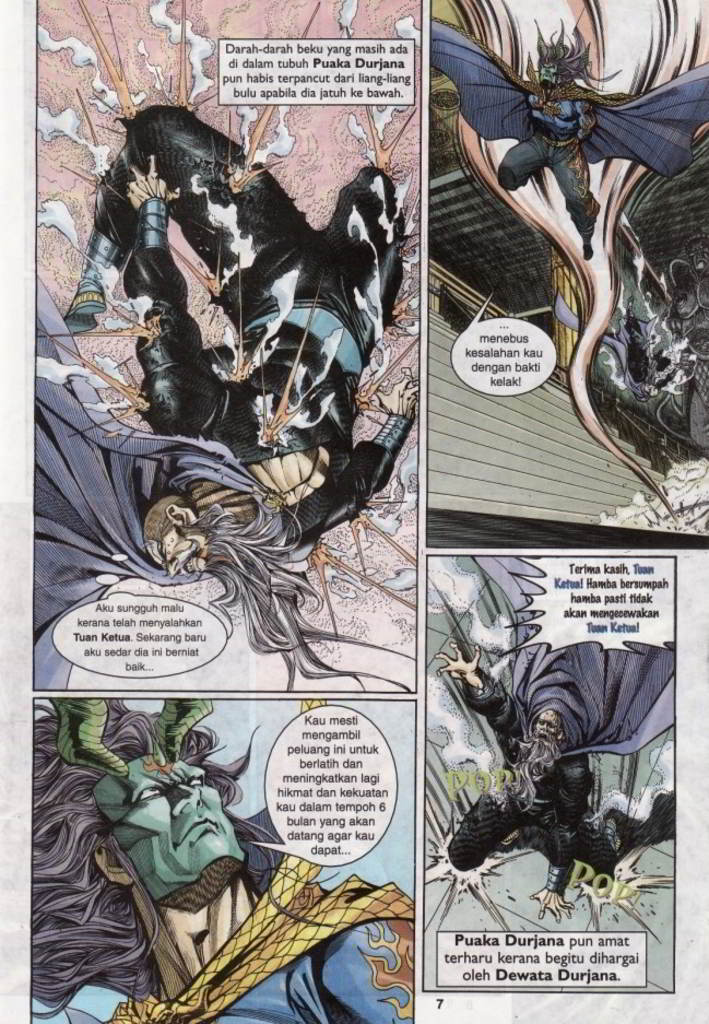 Darah-darah beku yang masih ada
di dalam tubuh Puaka Durjana
pun habis terpancut dari liang-liang
bulu apabila dia jatuh ke bawah.
Aku sungguh malu
kerana telah menyalahkan
Tuan Ketua. Sekarang baru
aku sedar dia ini berniat
baik...
Kau mesti
mengambil
peluang ini untuk
berlatih dan
meningkatkan lagi
hikmat dan kekuatan
kau dalam tempoh 6
bulan yang akan
datang agar kau
dapat...
...
menebus
kesalahan kau
dengan bakti
kelak!
Terima kasih, Tuan
Ketua! Hamba bersumpah
hamba pasti tidak
akan mengecewakan
Tuan Ketua!
POP!
POP!
Puaka Durjana pun amat
terharu kerana begitu dihargai
oleh Dewata Durjana.
7